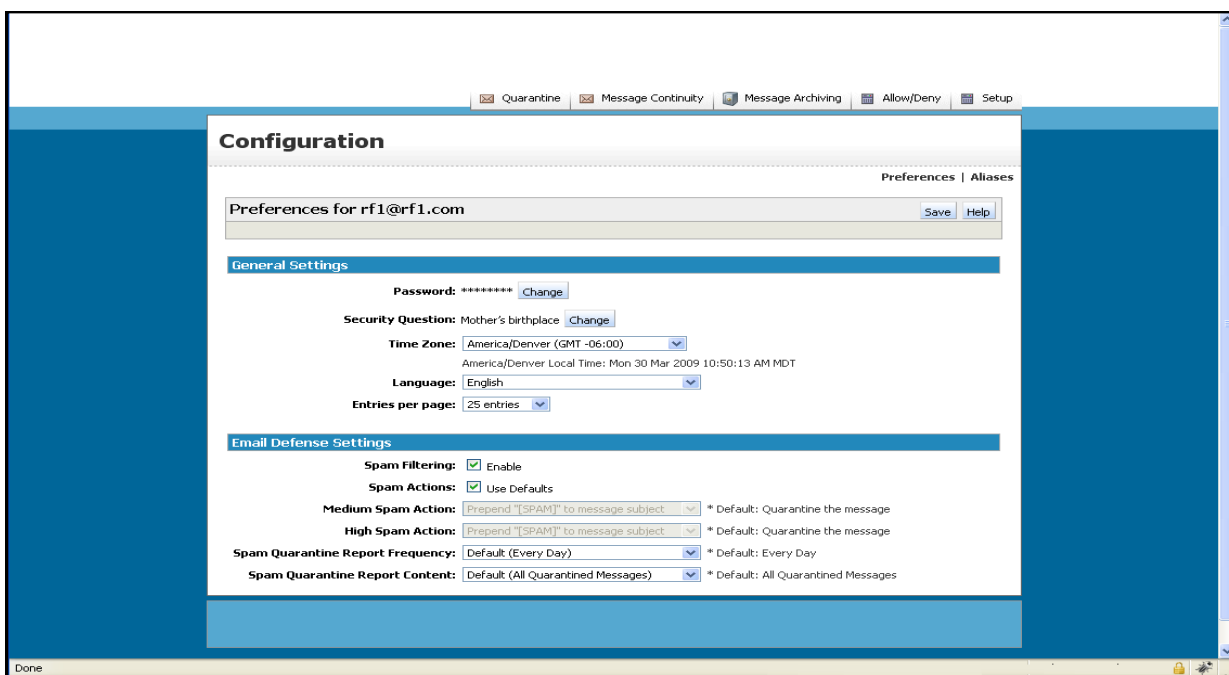 Quarantine Message Continuity Message Archiving Allow/Deny Setup
Configuration
Preferences | Aliases
Preferences for rf1@rf1.com Save Help
General Settings
Password: ******** Change
Security Question: Mother's birthplace Change
Time Zone: America/Denver (GMT -06:00)
America/Denver Local Time: Mon 30 Mar 2009 10:50:13 AM MDT
Language: English
Entries per page: 25 entries
Email Defense Settings
Spam Filtering: Enable
Spam Actions: Use Defaults
Medium Spam Action: Prepend "[SPAM]" to message subject * Default: Quarantine the message
High Spam Action: Prepend "[SPAM]" to message subject * Default: Quarantine the message
Spam Quarantine Report Frequency: Default (Every Day) * Default: Every Day
Spam Quarantine Report Content: Default (All Quarantined Messages) * Default: All Quarantined Messages
Done